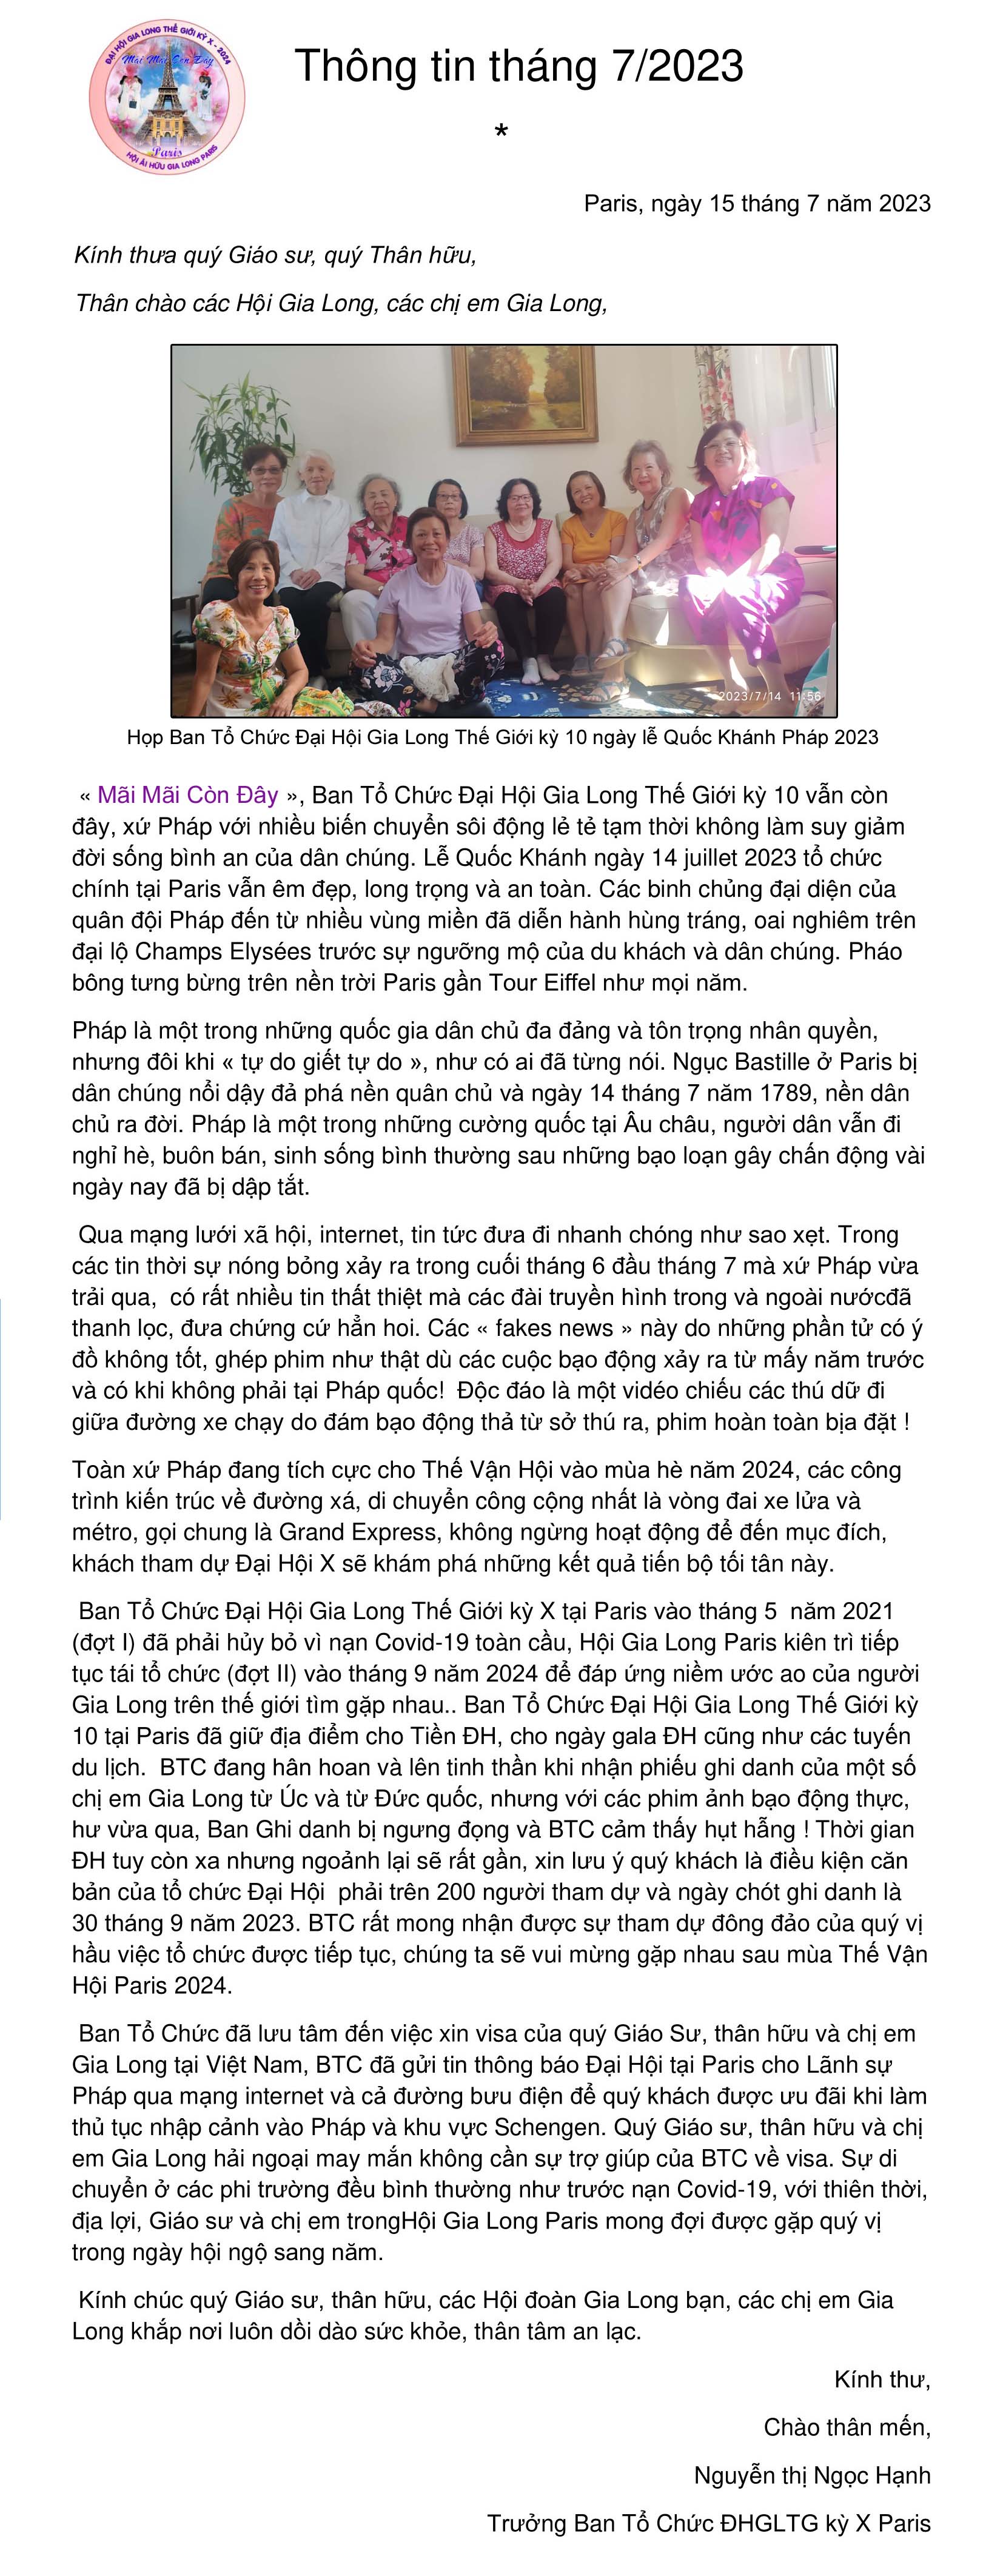 ĐẠI HỘI GIA LONG THẾ GIỚI KỲ X - 2024
Mãi Mãi Còn Đây
Paris
HỘI ÁI HỮU GIA LONG PARIS
Thông tin tháng 7/2023
*
Paris, ngày 15 tháng 7 năm 2023
Kính thưa quý Giáo sư, quý Thân hữu,
Thân chào các Hội Gia Long, các chị em Gia Long,
2023/7/14 11:56
Họp Ban Tổ Chức Đại Hội Gia Long Thế Giới kỳ 10 ngày lễ Quốc Khánh Pháp 2023
« Mãi Mãi Còn Đây », Ban Tổ Chức Đại Hội Gia Long Thế Giới kỳ 10 vẫn còn
đây, xứ Pháp với nhiều biến chuyển sôi động lẻ tẻ tạm thời không làm suy giảm
đời sống bình an của dân chúng. Lễ Quốc Khánh ngày 14 juillet 2023 tổ chức
chính tại Paris vẫn êm đẹp, long trọng và an toàn. Các binh chủng đại diện của
quân đội Pháp đến từ nhiều vùng miền đã diễn hành hùng tráng, oai nghiêm trên
đại lộ Champs Elysées trước sự ngưỡng mộ của du khách và dân chúng. Pháo
bông tưng bừng trên nền trời Paris gần Tour Eiffel như mọi năm.
Pháp là một trong những quốc gia dân chủ đa đảng và tôn trọng nhân quyền,
nhưng đôi khi « tự do giết tự do », như có ai đã từng nói. Ngục Bastille ở Paris bị
dân chúng nổi dậy đả phá nền quân chủ và ngày 14 tháng 7 năm 1789, nền dân
chủ ra đời. Pháp là một trong những cường quốc tại Âu châu, người dân vẫn đi
nghỉ hè, buôn bán, sinh sống bình thường sau những bạo loạn gây chấn động vài
ngày nay đã bị dập tắt.
Qua mạng lưới xã hội, internet, tin tức đưa đi nhanh chóng như sao xẹt. Trong
các tin thời sự nóng bỏng xảy ra trong cuối tháng 6 đầu tháng 7 mà xứ Pháp vừa
trải qua,  có rất nhiều tin thất thiệt mà các đài truyền hình trong và ngoài nướcđã
thanh lọc, đưa chứng cứ hẳn hoi. Các « fakes news » này do những phần tử có ý
đồ không tốt, ghép phim như thật dù các cuộc bạo động xảy ra từ mấy năm trước
và có khi không phải tại Pháp quốc!  Độc đáo là một vidéo chiếu các thú dữ đi
giữa đường xe chạy do đám bạo động thả từ sở thú ra, phim hoàn toàn bịa đặt !
Toàn xứ Pháp đang tích cực cho Thế Vận Hội vào mùa hè năm 2024, các công
trình kiến trúc về đường xá, di chuyển công cộng nhất là vòng đai xe lửa và
métro, gọi chung là Grand Express, không ngừng hoạt động để đến mục đích,
khách tham dự Đại Hội X sẽ khám phá những kết quả tiến bộ tối tân này.
Ban Tổ Chức Đại Hội Gia Long Thế Giới kỳ X tại Paris vào tháng 5  năm 2021
(đợt I) đã phải hủy bỏ vì nạn Covid-19 toàn cầu, Hội Gia Long Paris kiên trì tiếp
tục tái tổ chức (đợt II) vào tháng 9 năm 2024 để đáp ứng niềm ước ao của người
Gia Long trên thế giới tìm gặp nhau.. Ban Tổ Chức Đại Hội Gia Long Thế Giới kỳ
10 tại Paris đã giữ địa điểm cho Tiền ĐH, cho ngày gala ĐH cũng như các tuyến
du lịch.  BTC đang hân hoan và lên tinh thần khi nhận phiếu ghi danh của một số
chị em Gia Long từ Úc và từ Đức quốc, nhưng với các phim ảnh bạo động thực,
hư vừa qua, Ban Ghi danh bị ngưng đọng và BTC cảm thấy hụt hẫng ! Thời gian
ĐH tuy còn xa nhưng ngoảnh lại sẽ rất gần, xin lưu ý quý khách là điều kiện căn
bản của tổ chức Đại Hội  phải trên 200 người tham dự và ngày chót ghi danh là
30 tháng 9 năm 2023. BTC rất mong nhận được sự tham dự đông đảo của quý vị
hầu việc tổ chức được tiếp tục, chúng ta sẽ vui mừng gặp nhau sau mùa Thế Vận
Hội Paris 2024.
Ban Tổ Chức đã lưu tâm đến việc xin visa của quý Giáo Sư, thân hữu và chị em
Gia Long tại Việt Nam, BTC đã gửi tin thông báo Đại Hội tại Paris cho Lãnh sự
Pháp qua mạng internet và cả đường bưu điện để quý khách được ưu đãi khi làm
thủ tục nhập cảnh vào Pháp và khu vực Schengen. Quý Giáo sư, thân hữu và chị
em Gia Long hải ngoại may mắn không cần sự trợ giúp của BTC về visa. Sự di
chuyển ở các phi trường đều bình thường như trước nạn Covid-19, với thiên thời,
địa lợi, Giáo sư và chị em trongHội Gia Long Paris mong đợi được gặp quý vị
trong ngày hội ngộ sang năm.
Kính chúc quý Giáo sư, thân hữu, các Hội đoàn Gia Long bạn, các chị em Gia
Long khắp nơi luôn dồi dào sức khỏe, thân tâm an lạc.
Kính thư,
Chào thân mến,
Nguyễn thị Ngọc Hạnh
Trưởng Ban Tổ Chức ĐHGLTG kỳ X Paris